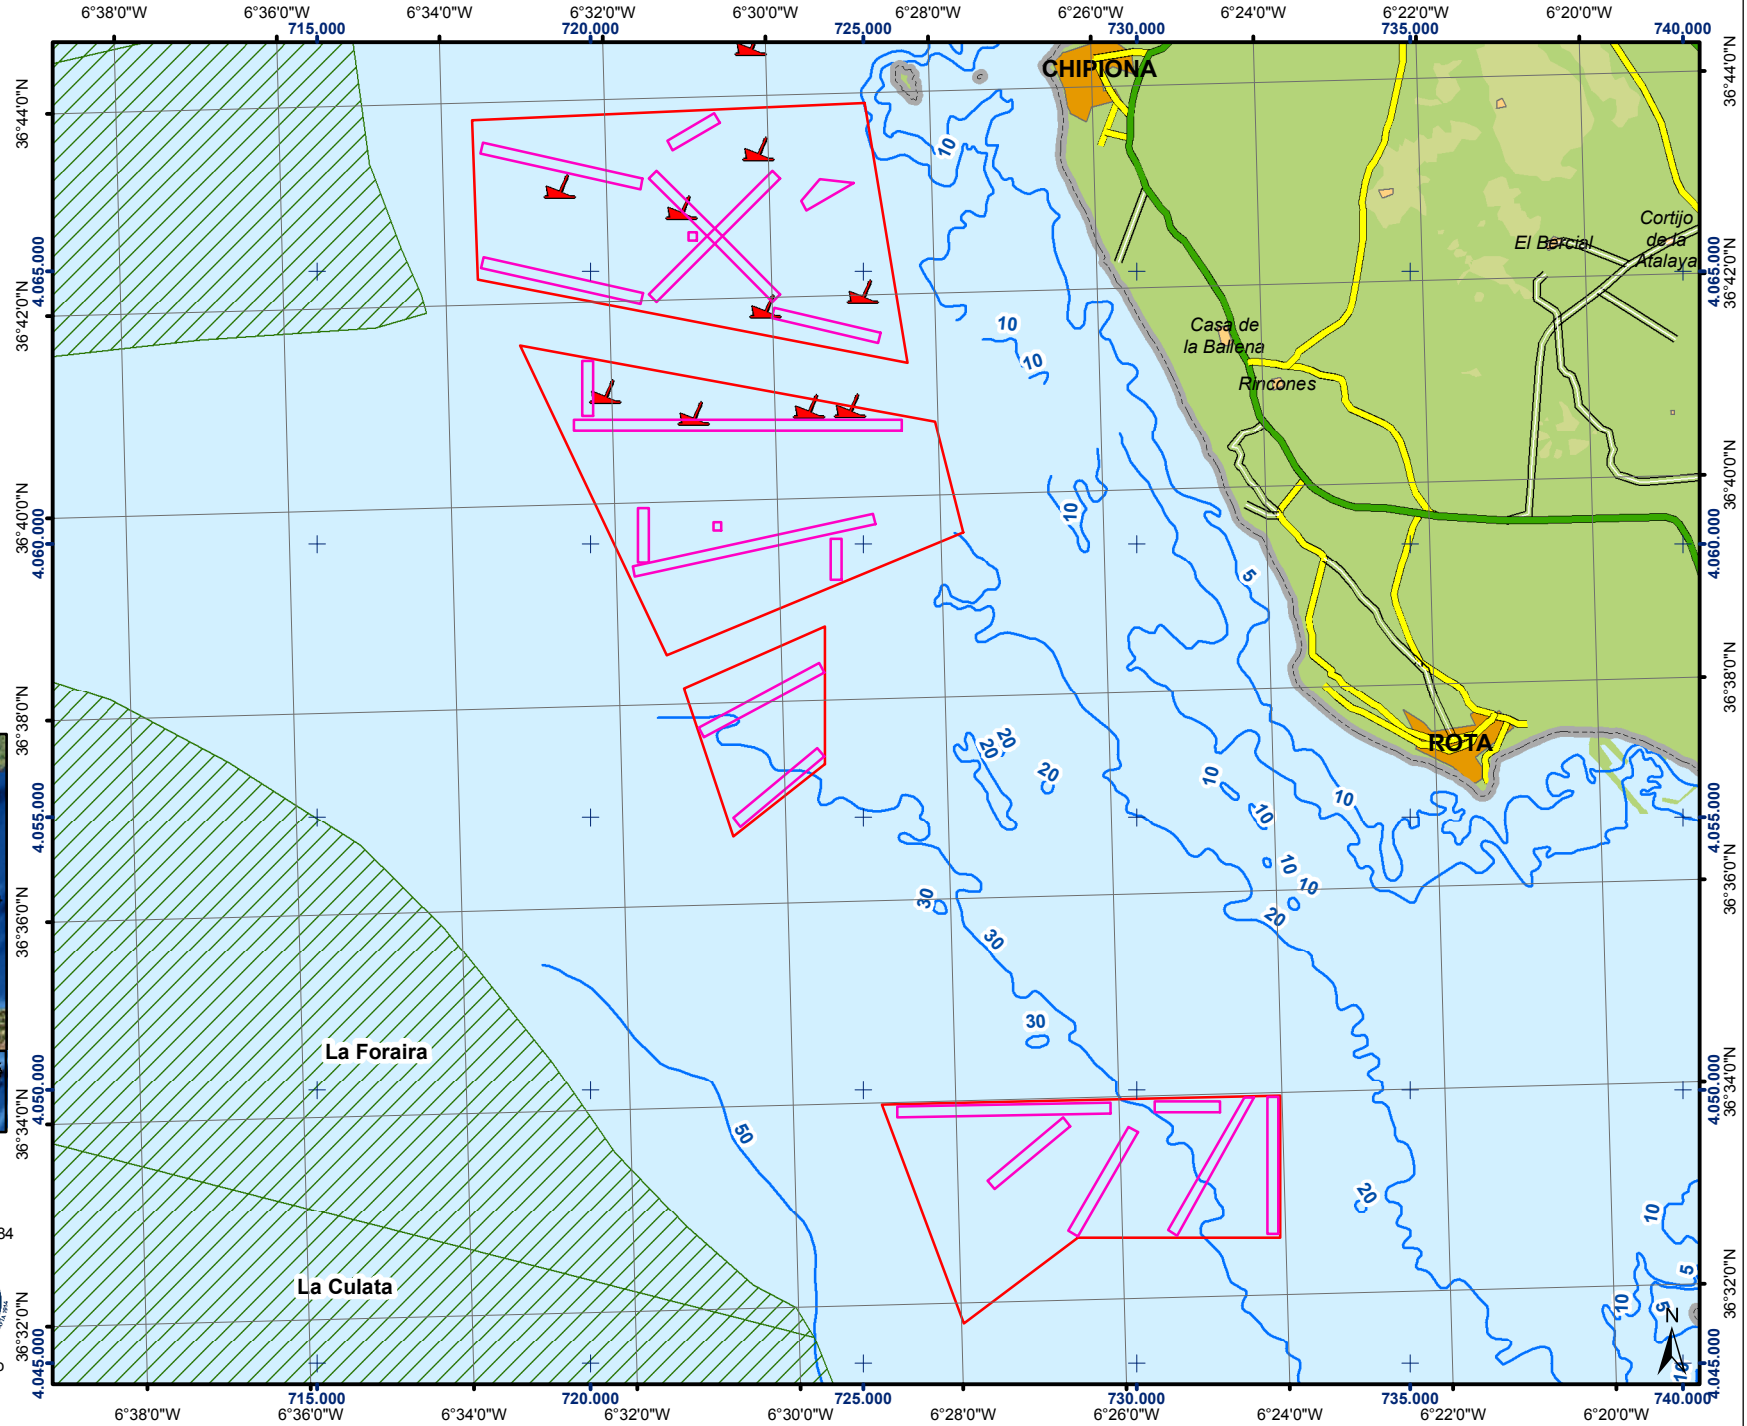 6°38'0"W 6°36'0"W 6°34'0"W 6°32'0"W 6°30'0"W 6°28'0"W 6°26'0"W 6°24'0"W 6°22'0"W 6°20'0"W
715.000 720.000 725.000 730.000 735.000 740.000
36°44'0"N
36°44'0"N
CHIPIONA
10
Cortijo
de la
Atalaya
El Bercial
4.065.000
4.065.000
36°42'0"N
36°42'0"N
10
Casa de
la Ballena
10
Rincones
36°40'0"N
36°40'0"N
10
4.060.000
4.060.000
5
36°38'0"N
36°38'0"N
20
20
20
ROTA
10
10
10
4.055.000
4.055.000
10
10
36°36'0"N
36°36'0"N
30
20
30
30
La Foraira
4.050.000
4.050.000
36°34'0"N
36°34'0"N
50
20
10
84
5
La Culata
10
5
N
36°32'0"N
36°32'0"N
4.045.000
4.045.000
715.000 720.000 725.000 730.000 735.000 740.000
6°38'0"W 6°36'0"W 6°34'0"W 6°32'0"W 6°30'0"W 6°28'0"W 6°26'0"W 6°24'0"W 6°22'0"W 6°20'0"W